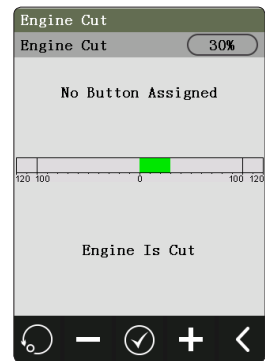 Engine Cut
Engine Cut 30%
No Button Assigned
120 100 0 100 120
Engine Is Cut